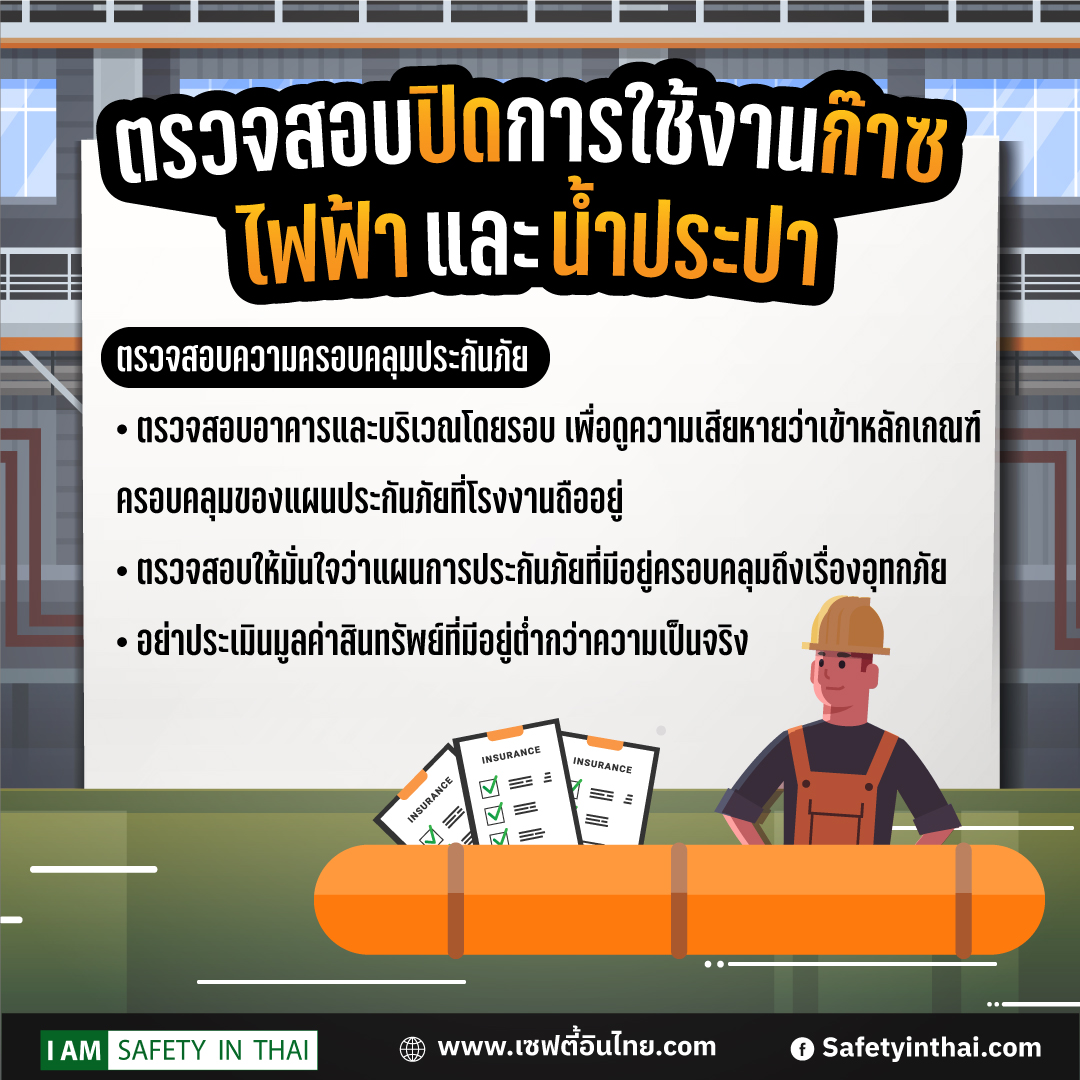 ตรวจสอบปิดการใช้งานก๊าซ
ไฟฟ้า และ น้ำประปา
ตรวจสอบความครอบคลุมประกันภัย
• ตรวจสอบอาคารและบริเวณโดยรอบ เพื่อดูความเสียหายว่าเข้าหลักเกณฑ์
ครอบคลุมของแผนประกันภัยที่โรงงานถืออยู่
• ตรวจสอบให้มั่นใจว่าแผนการประกันภัยที่มีอยู่ครอบคลุมถึงเรื่องอุทกภัย
• อย่าประเมินมูลค่าสินทรัพย์ที่มีอยู่ต่ำกว่าความเป็นจริง
INSURANCE
INSURANCE
INSURANCE
I AM SAFETY IN THAI
www.เซฟตี้อินไทย.com
Safetyinthai.com